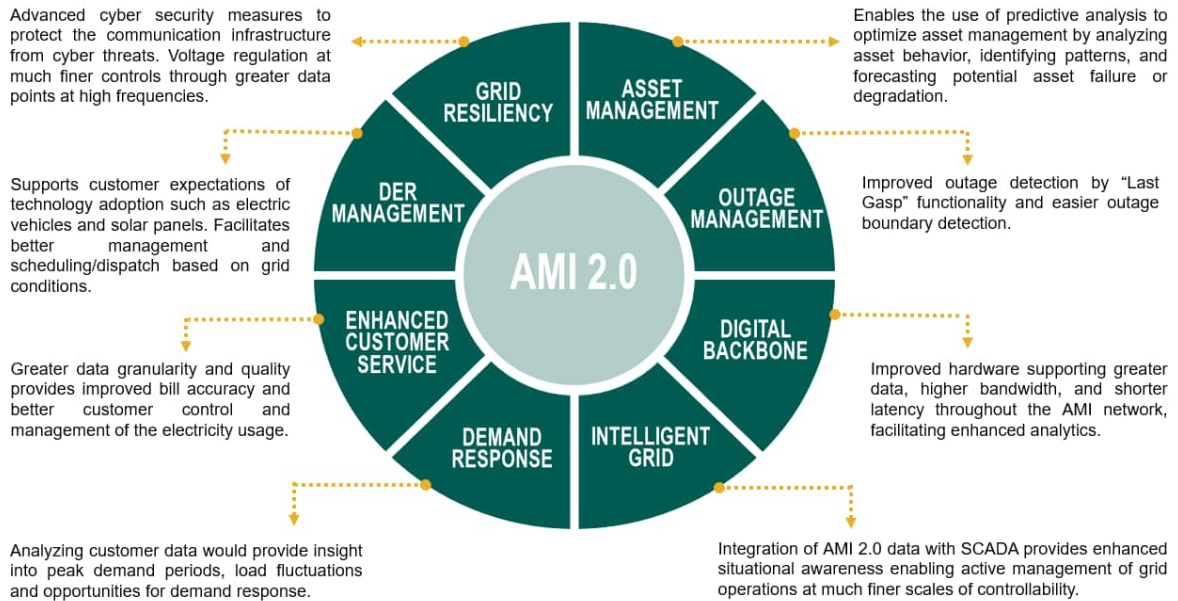 Advanced cyber security measures to
protect the communication infrastructure
from cyber threats. Voltage regulation at
much finer controls through greater data
points at high frequencies.
Enables the use of predictive analysis to
optimize asset management by analyzing
asset behavior, identifying patterns, and
forecasting potential asset failure or
degradation.
GRID
RESILIENCY
ASSET
MANAGEMENT
Supports customer expectations of
technology adoption such as electric
vehicles and solar panels. Facilitates
better management and
scheduling/dispatch based on grid
conditions.
DER
MANAGEMENT
OUTAGE
MANAGEMENT
Improved outage detection by “Last
Gasp” functionality and easier outage
boundary detection.
AMI 2.0
Greater data granularity and quality
provides improved bill accuracy and
better customer control and
management of the electricity usage.
ENHANCED
CUSTOMER
SERVICE
DIGITAL
BACKBONE
Improved hardware supporting greater
data, higher bandwidth, and shorter
latency throughout the AMI network,
facilitating enhanced analytics.
DEMAND
RESPONSE
INTELLIGENT
GRID
Analyzing customer data would provide insight
into peak demand periods, load fluctuations
and opportunities for demand response.
Integration of AMI 2.0 data with SCADA provides enhanced
situational awareness enabling active management of grid
operations at much finer scales of controllability.